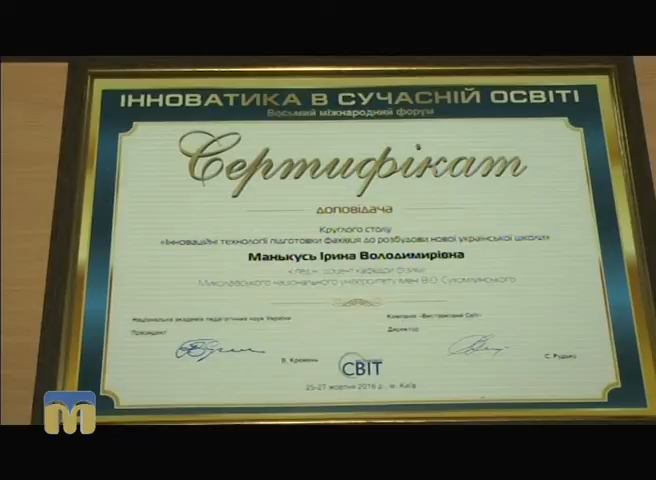 ІННОВАТИКА В СУЧАСНІЙ ОСВІТІ
Восьмий міжнародний форум
Сертифікат
ДОПОВІДАЧА
Круглого столу
«Інноваційні технології підготовки фахівця до розбудови нової української школи»
Манькусь Ірина Володимирівна
к.пед.н., доцент кафедри фізики
Миколаївського національного університету імені В.О. Сухомлинського
Національна академія педагогічних наук України
Президент
В. Кремень
Компанія «Виставковий Світ»
Директор
С. Рудько
СВІТ
25-27 жовтня 2016 р., м. Київ
М